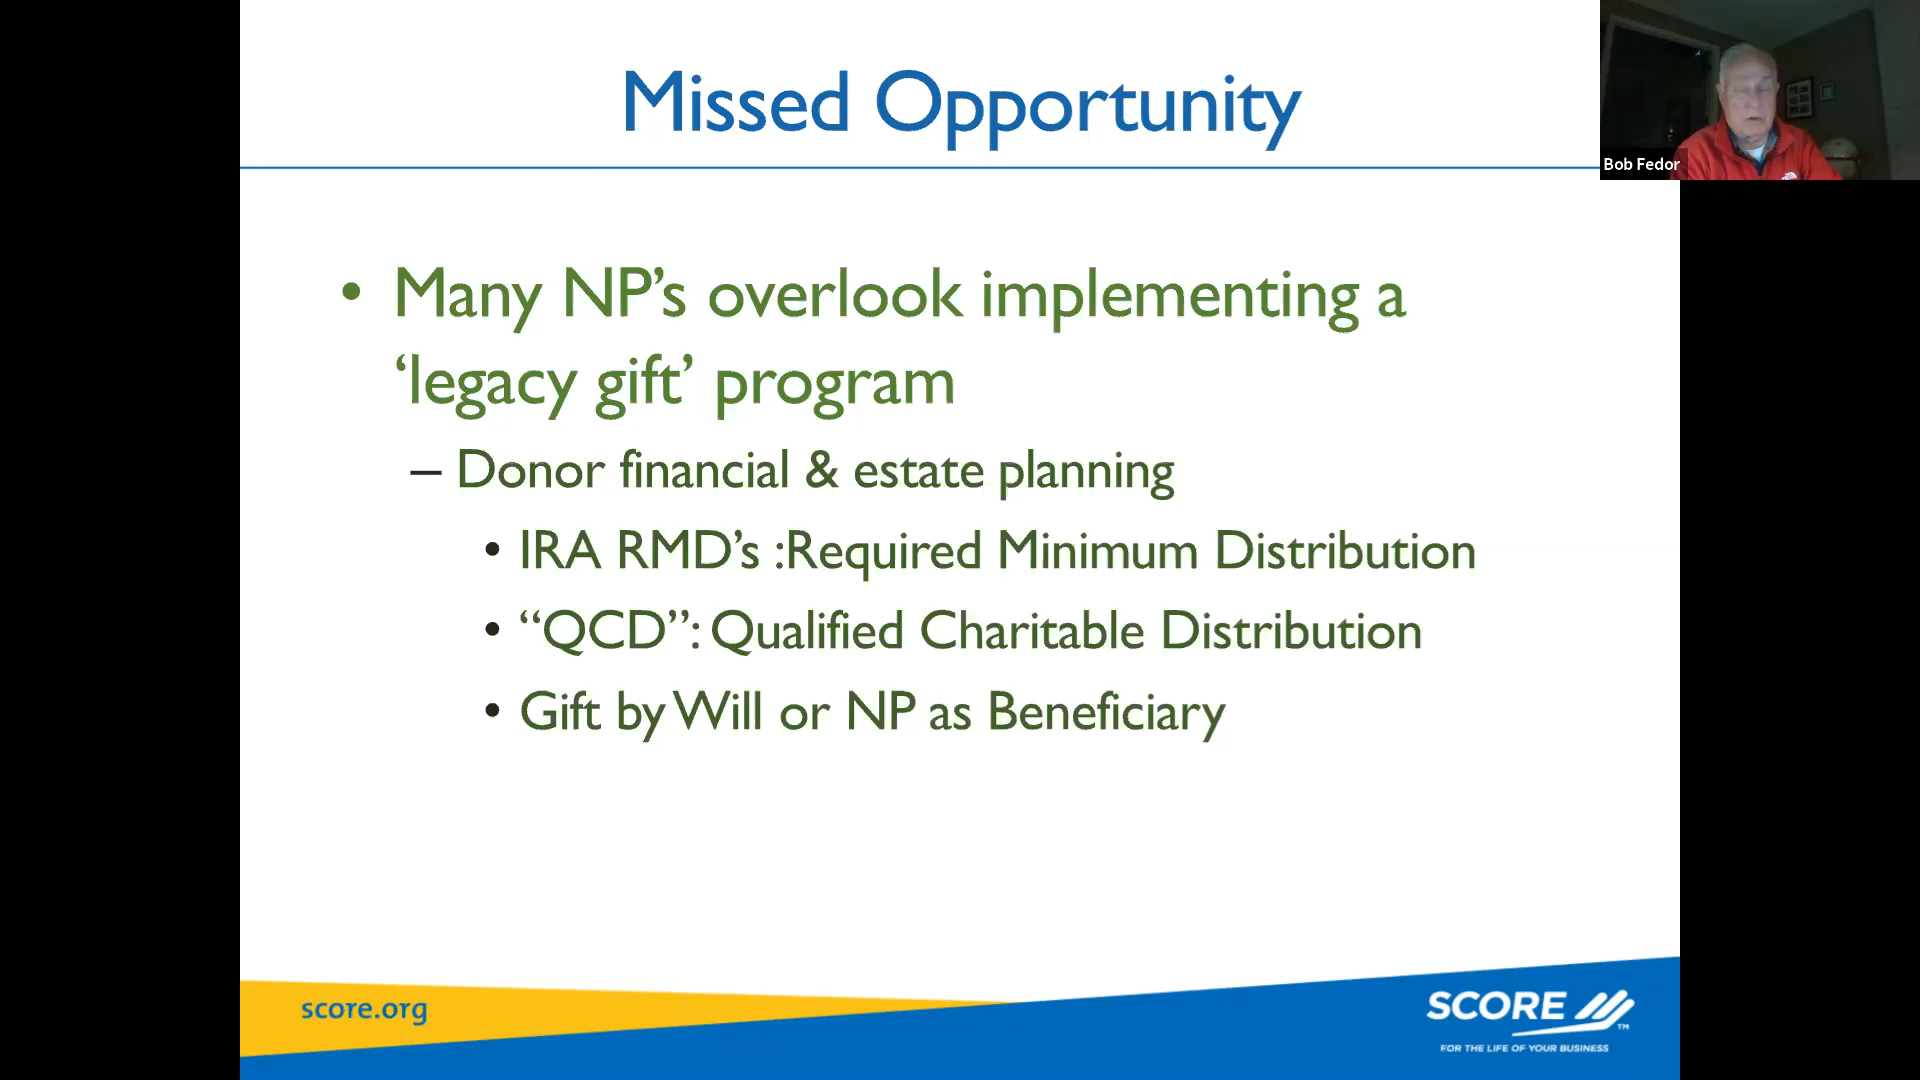 Missed Opportunity
Bob Fedor
• Many NP’s overlook implementing a
‘legacy gift’ program
– Donor financial & estate planning
• IRA RMD’s :Required Minimum Distribution
• “QCD”: Qualified Charitable Distribution
• Gift by Will or NP as Beneficiary
score.org
SCORE
TM
FOR THE LIFE OF YOUR BUSINESS